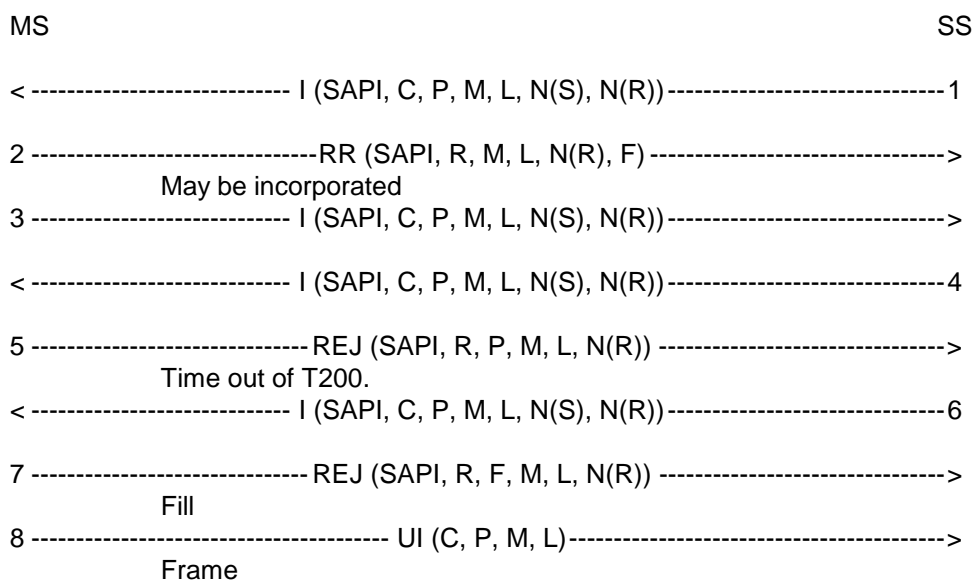 MS SS
< ----------------------------- I (SAPI, C, P, M, L, N(S), N(R))-------------------------------1
2 --------------------------------RR (SAPI, R, M, L, N(R), F) --------------------------------->
May be incorporated
3 ----------------------------- I (SAPI, C, P, M, L, N(S), N(R))------------------------------->
< ----------------------------- I (SAPI, C, P, M, L, N(S), N(R))-------------------------------4
5 -------------------------------REJ (SAPI, R, P, M, L, N(R)) -------------------------------->
Time out of T200.
< ----------------------------- I (SAPI, C, P, M, L, N(S), N(R))-------------------------------6
7 -------------------------------REJ (SAPI, R, F, M, L, N(R)) -------------------------------->
Fill
8 ---------------------------------------- UI (C, P, M, L)------------------------------------------>
Frame